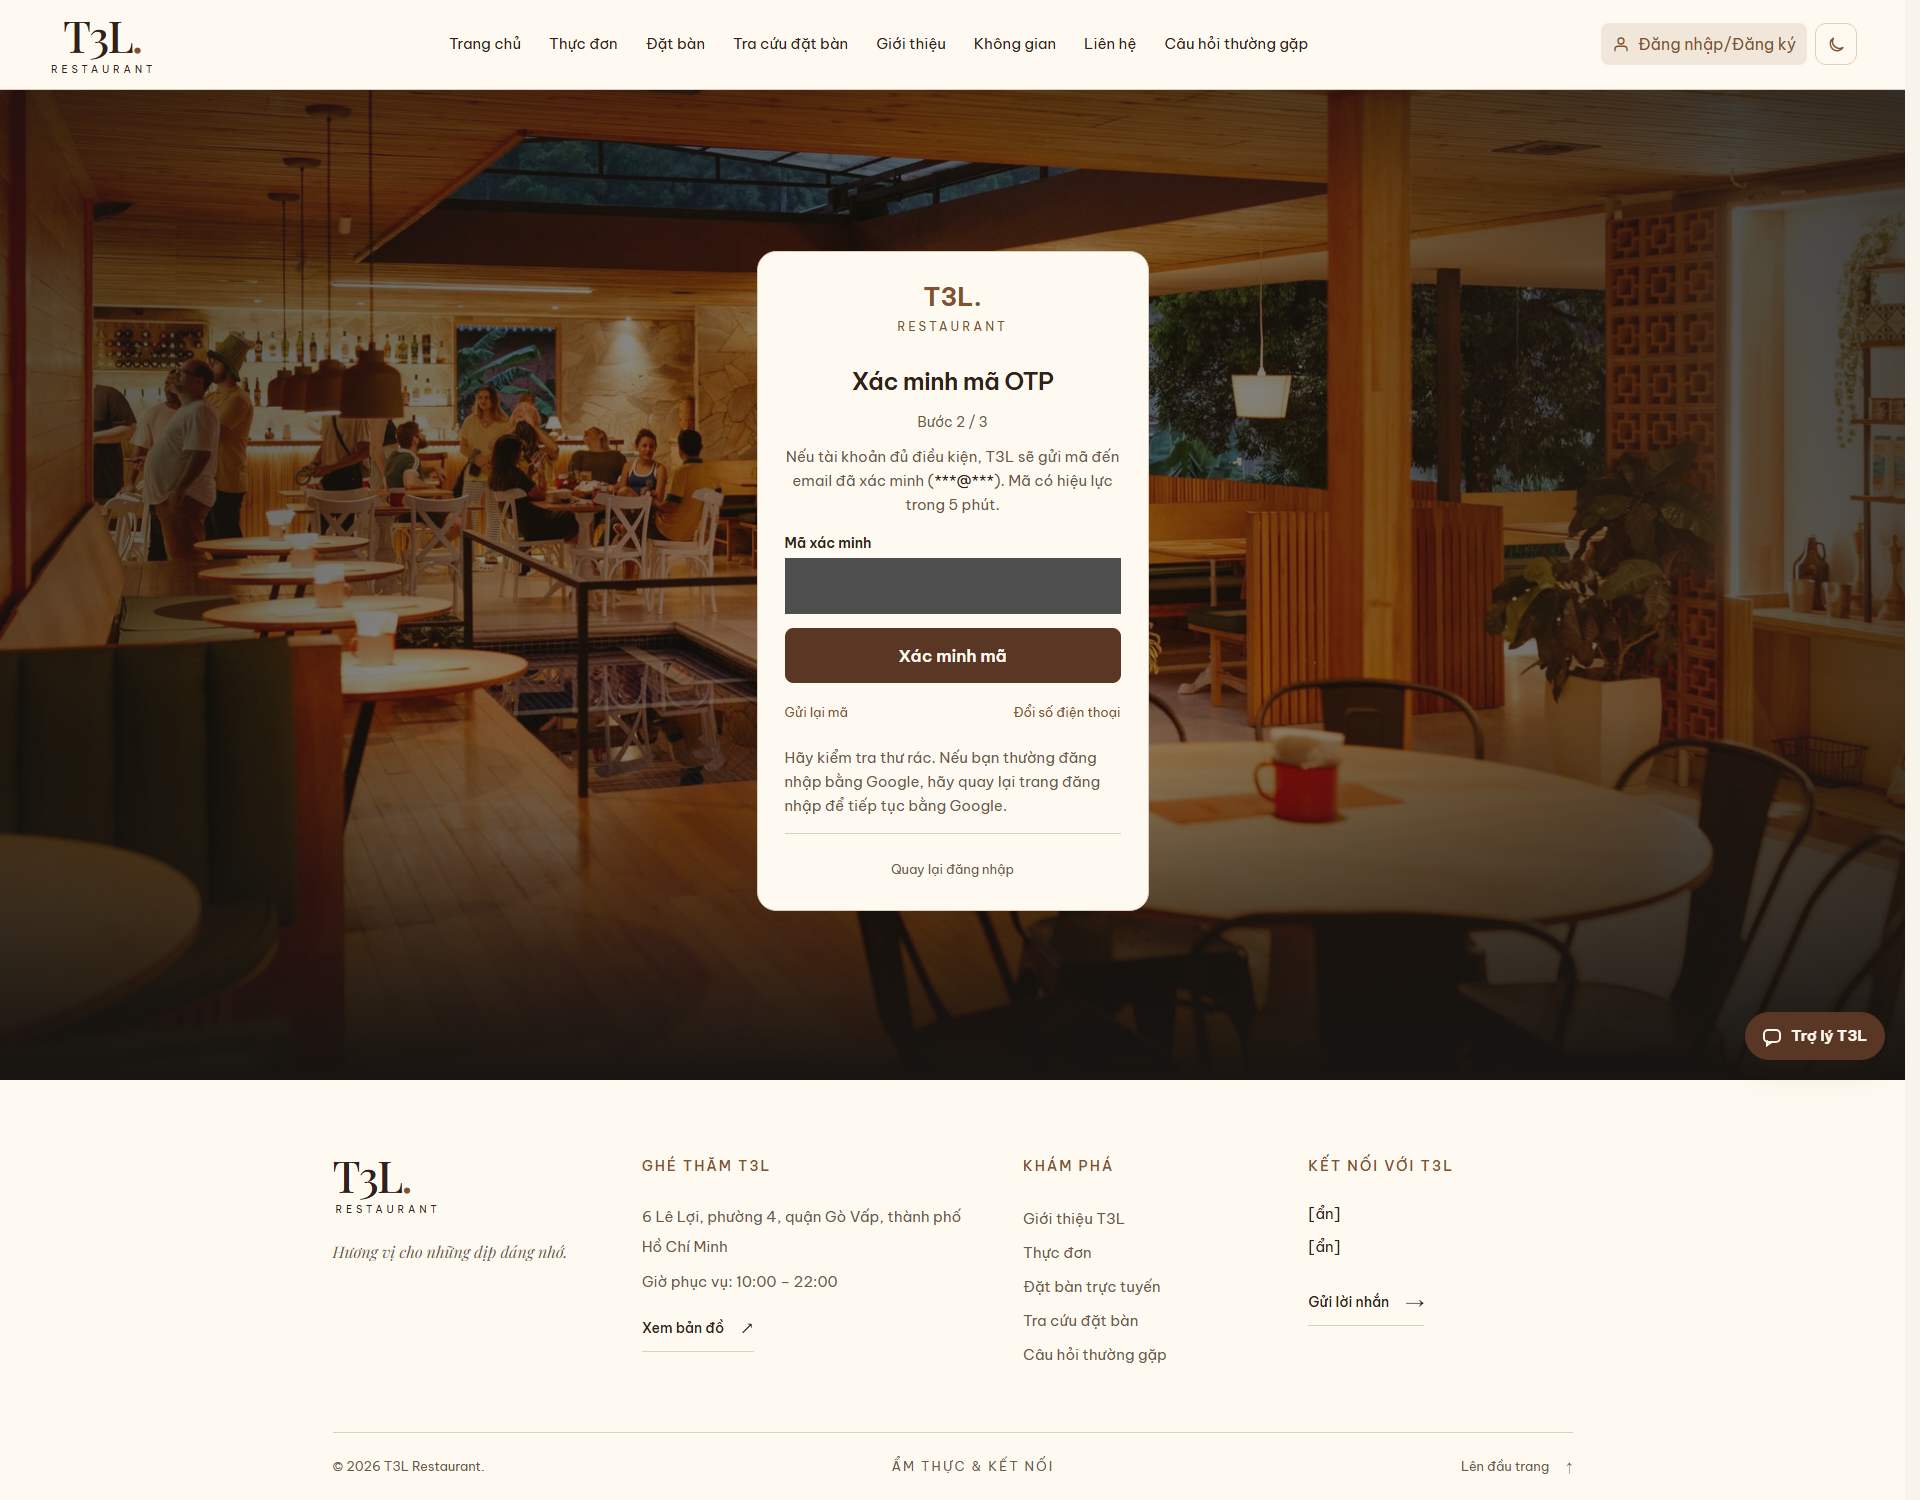 T3L.
RESTAURANT
Trang chủ
Thực đơn
Đặt bàn
Tra cứu đặt bàn
Giới thiệu
Không gian
Liên hệ
Câu hỏi thường gặp
Đăng nhập/Đăng ký
T3L.
RESTAURANT
Xác minh mã OTP
Bước 2 / 3
Nếu tài khoản đủ điều kiện, T3L sẽ gửi mã đến
email đã xác minh (***@***). Mã có hiệu lực
trong 5 phút.
Mã xác minh
Xác minh mã
Gửi lại mã
Đổi số điện thoại
Hãy kiểm tra thư rác. Nếu bạn thường đăng
nhập bằng Google, hãy quay lại trang đăng
nhập để tiếp tục bằng Google.
Quay lại đăng nhập
Trợ lý T3L
T3L.
RESTAURANT
Hương vị cho những dịp đáng nhớ.
GHÉ THĂM T3L
6 Lê Lợi, phường 4, quận Gò Vấp, thành phố
Hồ Chí Minh
Giờ phục vụ: 10:00 – 22:00
Xem bản đồ ↗
KHÁM PHÁ
Giới thiệu T3L
Thực đơn
Đặt bàn trực tuyến
Tra cứu đặt bàn
Câu hỏi thường gặp
KẾT NỐI VỚI T3L
[ẩn]
[ẩn]
Gửi lời nhắn →
© 2026 T3L Restaurant.
ẨM THỰC & KẾT NỐI
Lên đầu trang ↑